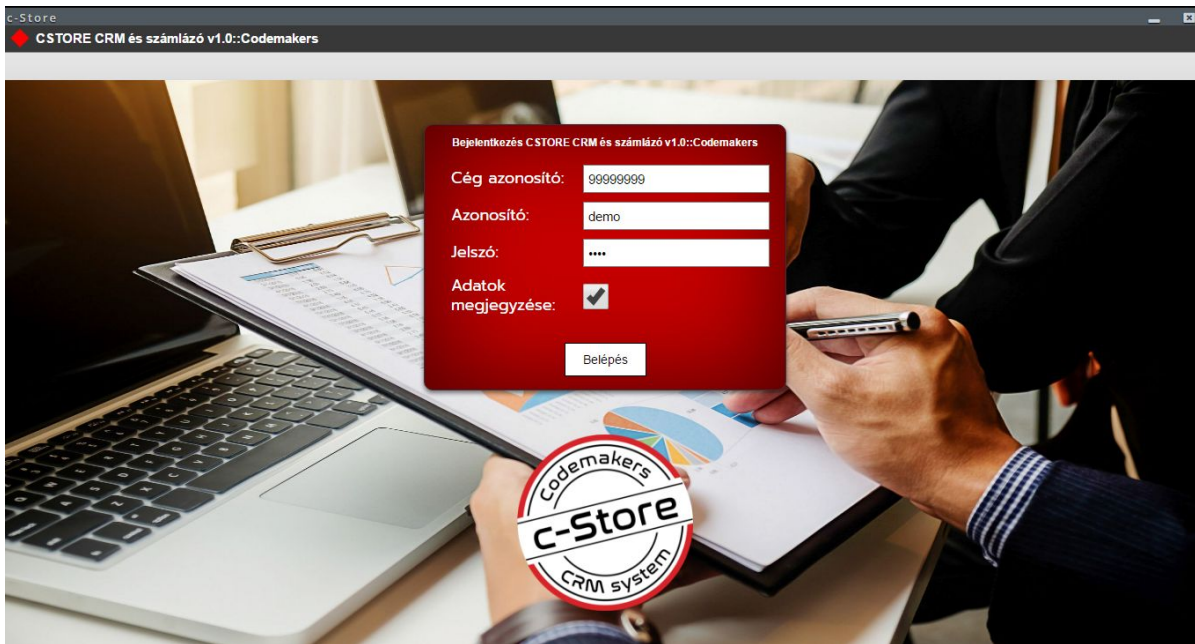 c-Store
CSTORE CRM és számlázó v1.0::Codemakers
Bejelentkezés CSTORE CRM és számlázó v1.0::Codemakers
Cég azonosító:
99999999
Azonosító:
demo
Jelszó:
••••
Adatok
megjegyzése:
Belépés
Codemakers
c-Store
CRM system